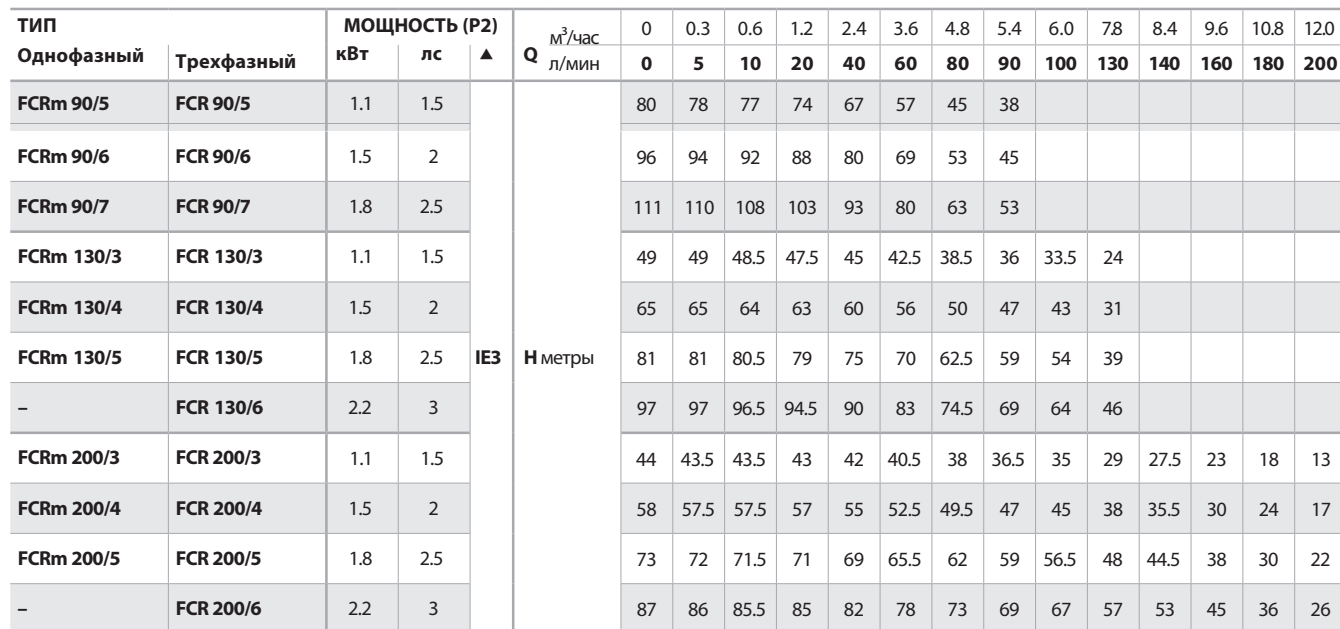 ТИП МОЩНОСТЬ (P2) Q м³/час 0 0.3 0.6 1.2 2.4 3.6 4.8 5.4 6.0 7.8 8.4 9.6 10.8 12.0
Однофазный Трехфазный кВт лс ▲ л/мин 0 5 10 20 40 60 80 90 100 130 140 160 180 200
FCRm 90/5 FCR 90/5 1.1 1.5 80 78 77 74 67 57 45 38
FCRm 90/6 FCR 90/6 1.5 2 96 94 92 88 80 69 53 45
FCRm 90/7 FCR 90/7 1.8 2.5 111 110 108 103 93 80 63 53
FCRm 130/3 FCR 130/3 1.1 1.5 49 49 48.5 47.5 45 42.5 38.5 36 33.5 24
FCRm 130/4 FCR 130/4 1.5 2 65 65 64 63 60 56 50 47 43 31
FCRm 130/5 FCR 130/5 1.8 2.5 IE3 H метры 81 81 80.5 79 75 70 62.5 59 54 39
– FCR 130/6 2.2 3 97 97 96.5 94.5 90 83 74.5 69 64 46
FCRm 200/3 FCR 200/3 1.1 1.5 44 43.5 43.5 43 42 40.5 38 36.5 35 29 27.5 23 18 13
FCRm 200/4 FCR 200/4 1.5 2 58 57.5 57.5 57 55 52.5 49.5 47 45 38 35.5 30 24 17
FCRm 200/5 FCR 200/5 1.8 2.5 73 72 71.5 71 69 65.5 62 59 56.5 48 44.5 38 30 22
– FCR 200/6 2.2 3 87 86 85.5 85 82 78 73 69 67 57 53 45 36 26